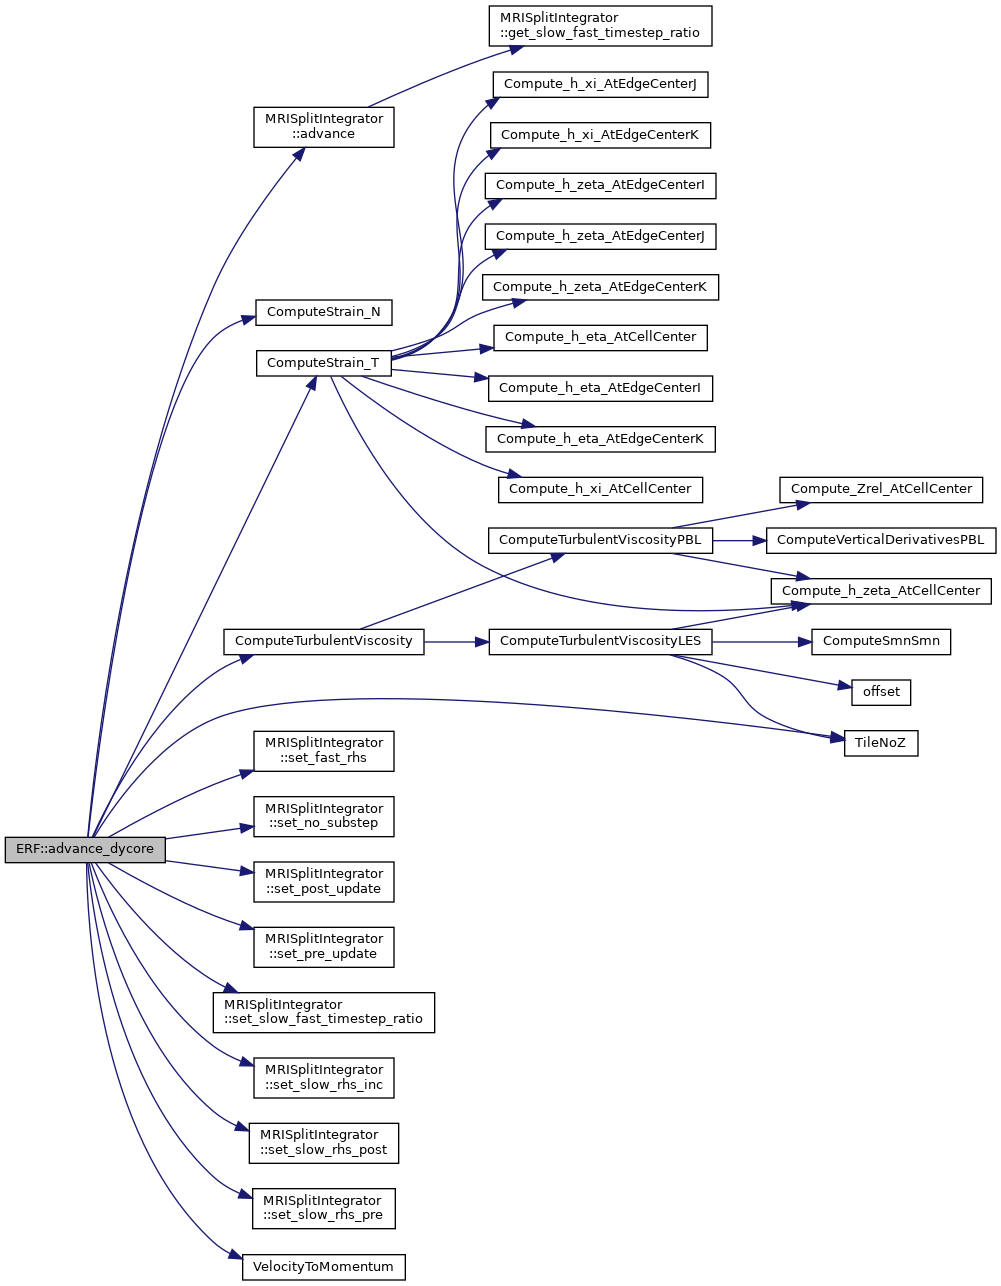 MRISplitIntegrator
::get_slow_fast_timestep_ratio
Compute_h_xi_AtEdgeCenterJ
MRISplitIntegrator
::advance
Compute_h_xi_AtEdgeCenterK
Compute_h_zeta_AtEdgeCenterI
Compute_h_zeta_AtEdgeCenterJ
Compute_h_zeta_AtEdgeCenterK
ComputeStrain_N
Compute_h_eta_AtCellCenter
ComputeStrain_T
Compute_h_eta_AtEdgeCenterI
Compute_h_eta_AtEdgeCenterK
Compute_h_xi_AtCellCenter
Compute_Zrel_AtCellCenter
ComputeTurbulentViscosityPBL
ComputeVerticalDerivativesPBL
Compute_h_zeta_AtCellCenter
ComputeTurbulentViscosity
ComputeTurbulentViscosityLES
ComputeSmnSmn
offset
TileNoZ
MRISplitIntegrator
::set_fast_rhs
MRISplitIntegrator
::set_no_substep
ERF::advance_dycore
MRISplitIntegrator
::set_post_update
MRISplitIntegrator
::set_pre_update
MRISplitIntegrator
::set_slow_fast_timestep_ratio
MRISplitIntegrator
::set_slow_rhs_inc
MRISplitIntegrator
::set_slow_rhs_post
MRISplitIntegrator
::set_slow_rhs_pre
VelocityToMomentum